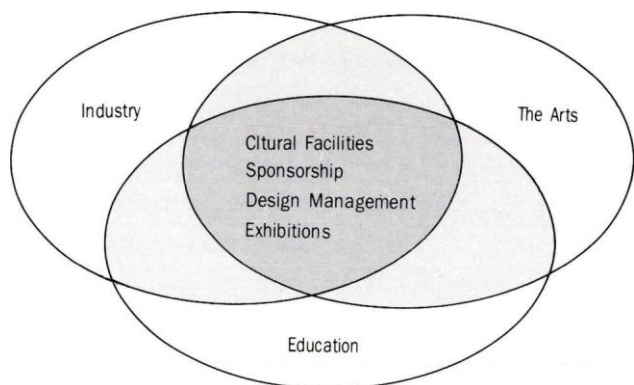 Industry
The Arts
Cltural Facilities
Sponsorship
Design Management
Exhibitions
Education